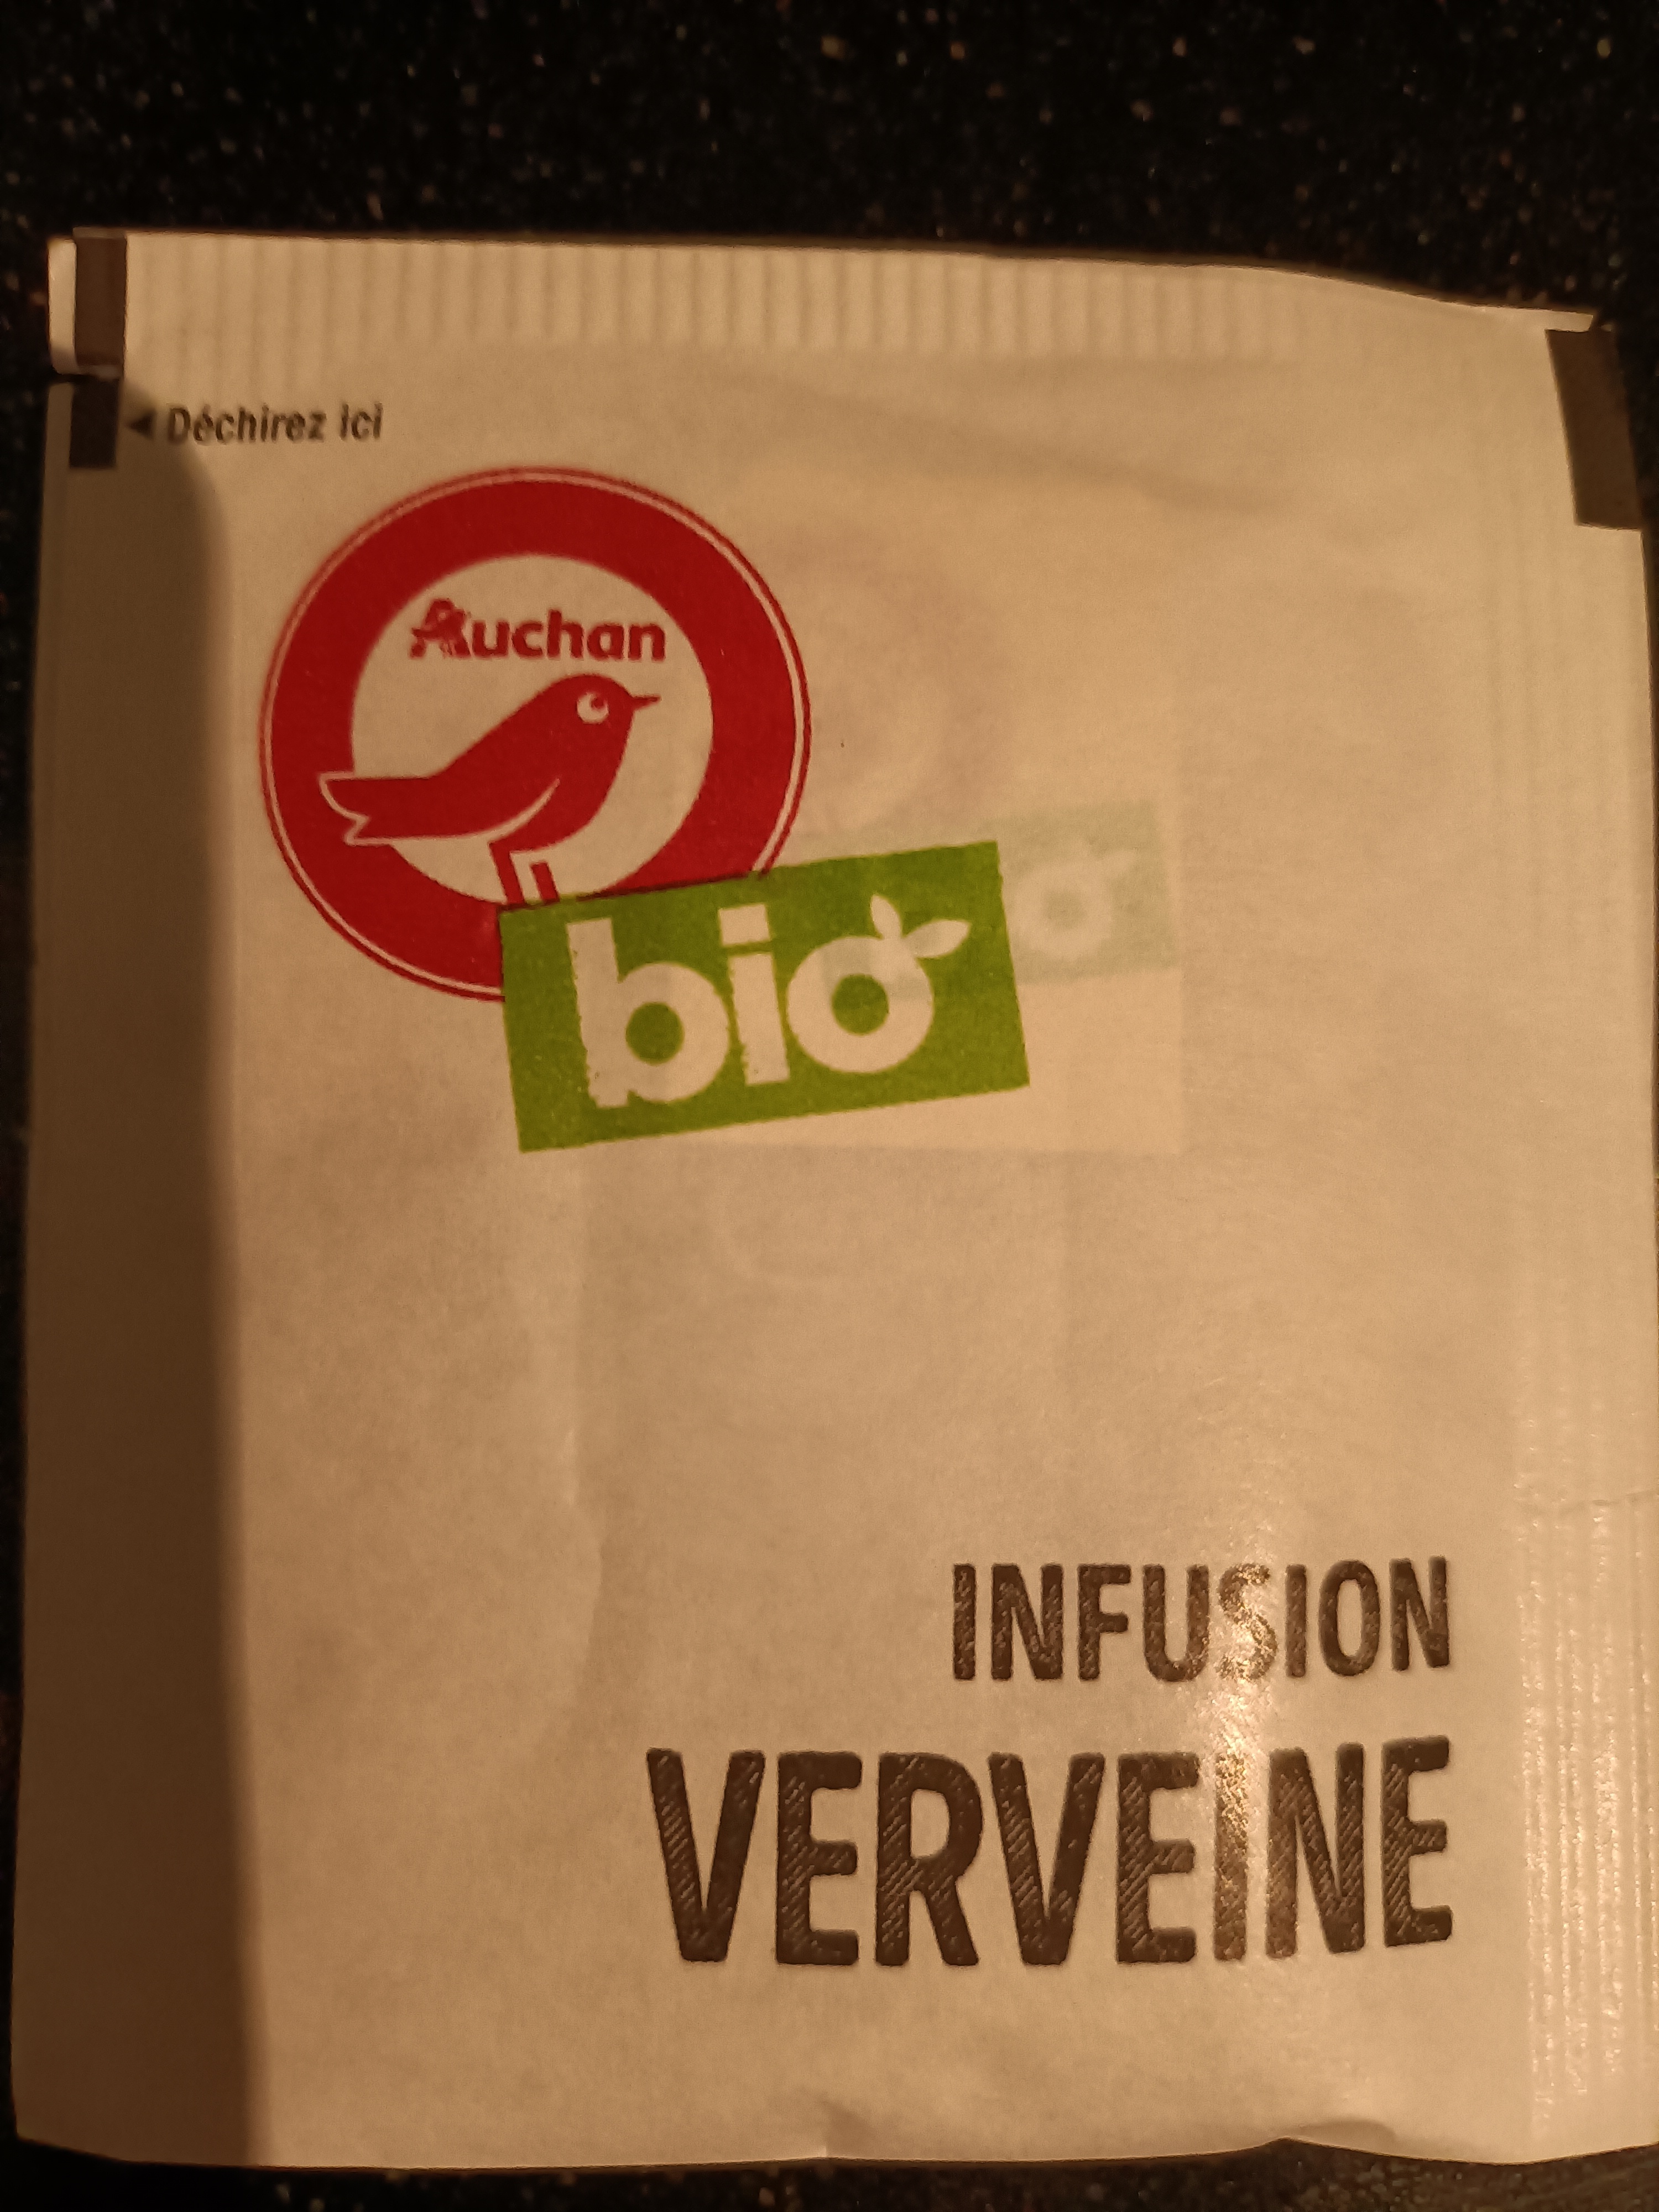 Déchirez ici
Auchan
bio
INFUSION
VERVEINE